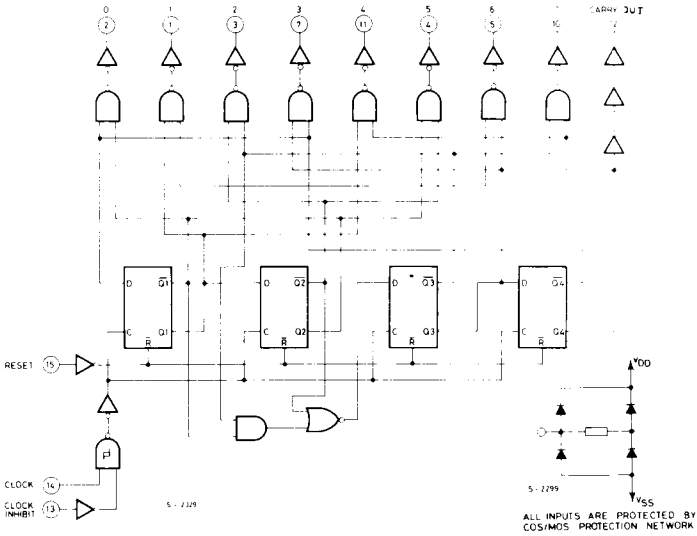 0 1 2 3 4 5 6 CARRY OUT
2 1 3 7 11 4 5 10 12
D Q1 D Q2 D Q3 D Q4
C Q1 C Q2 C Q3 C Q4
R R R R
RESET 15
VDD
CLOCK 14
CLOCK INHIBIT 13
S-2329
S-2299
VSS
ALL INPUTS ARE PROTECTED BY
COS/MOS PROTECTION NETWORK